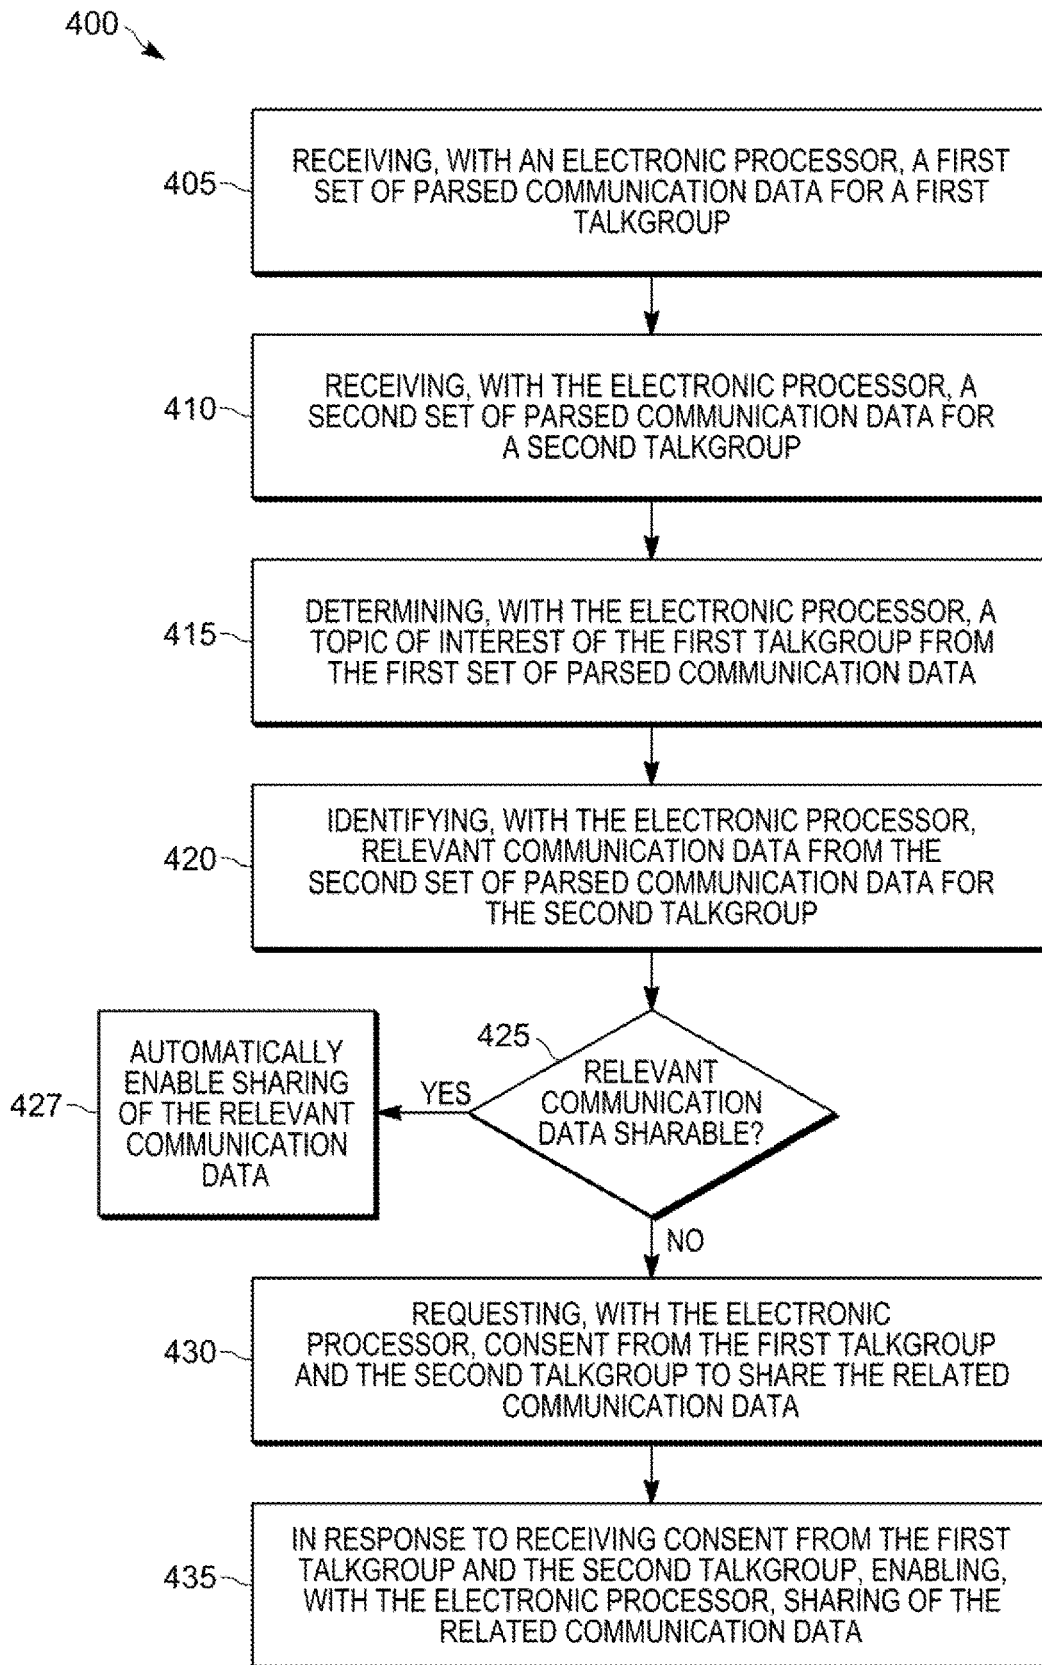 400
405
RECEIVING, WITH AN ELECTRONIC PROCESSOR, A FIRST
SET OF PARSED COMMUNICATION DATA FOR A FIRST
TALKGROUP
410
RECEIVING, WITH THE ELECTRONIC PROCESSOR, A
SECOND SET OF PARSED COMMUNICATION DATA FOR
A SECOND TALKGROUP
415
DETERMINING, WITH THE ELECTRONIC PROCESSOR, A
TOPIC OF INTEREST OF THE FIRST TALKGROUP FROM
THE FIRST SET OF PARSED COMMUNICATION DATA
420
IDENTIFYING, WITH THE ELECTRONIC PROCESSOR,
RELEVANT COMMUNICATION DATA FROM THE
SECOND SET OF PARSED COMMUNICATION DATA FOR
THE SECOND TALKGROUP
425
RELEVANT
COMMUNICATION
DATA SHARABLE?
YES
427
AUTOMATICALLY
ENABLE SHARING
OF THE RELEVANT
COMMUNICATION
DATA
NO
430
REQUESTING, WITH THE ELECTRONIC
PROCESSOR, CONSENT FROM THE FIRST TALKGROUP
AND THE SECOND TALKGROUP TO SHARE THE RELATED
COMMUNICATION DATA
435
IN RESPONSE TO RECEIVING CONSENT FROM THE FIRST
TALKGROUP AND THE SECOND TALKGROUP, ENABLING,
WITH THE ELECTRONIC PROCESSOR, SHARING OF THE
RELATED COMMUNICATION DATA